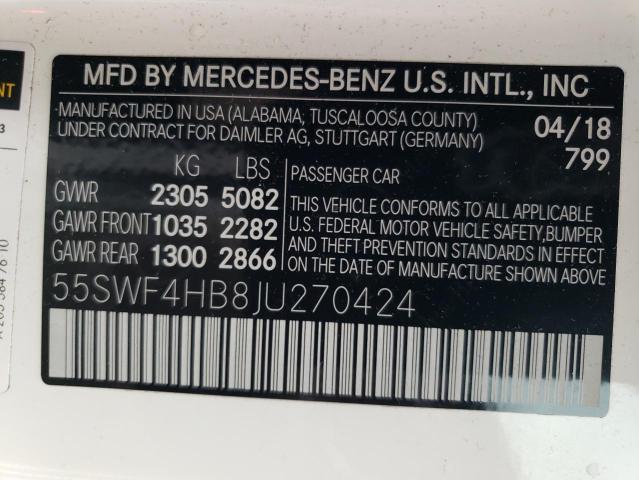 MFD BY MERCEDES-BENZ U.S. INTL., INC
MANUFACTURED IN USA (ALABAMA; TUSCALOOSA COUNTY)
UNDER CONTRACT FOR DAIMLER AG, STUTTGART (GERMANY)
04/18
799
KG LBS
GVWR 2305 5082
GAWR FRONT 1035 2282
GAWR REAR 1300 2866
PASSENGER CAR
THIS VEHICLE CONFORMS TO ALL APPLICABLE
U.S. FEDERAL MOTOR VEHICLE SAFETY, BUMPER
AND THEFT PREVENTION STANDARDS IN EFFECT
ON THE DATE OF MANUFACTURE SHOWN ABOVE
55SWF4HB8JU270424